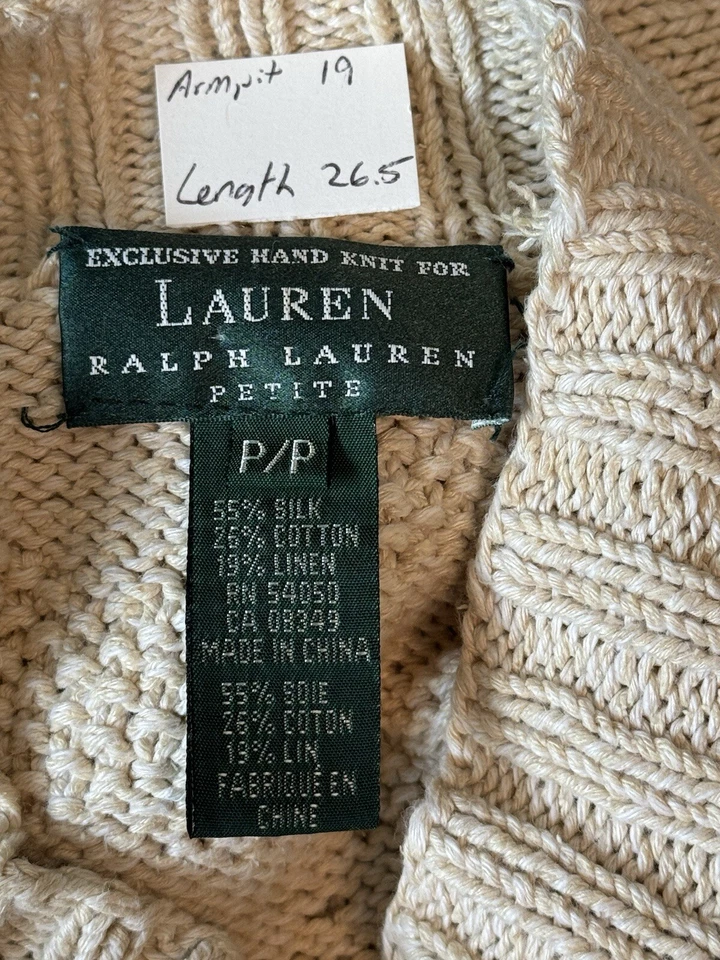 Armpit 19
Length 26.5
EXCLUSIVE HAND KNIT FOR
LAUREN
RALPH LAUREN
PETITE
P/P
55% SILK
26% COTTON
19% LINEN
RN 54050
CA 08349
MADE IN CHINA
55% SOIE
26% COTON
19% LIN
FABRIQUÉ EN
CHINE